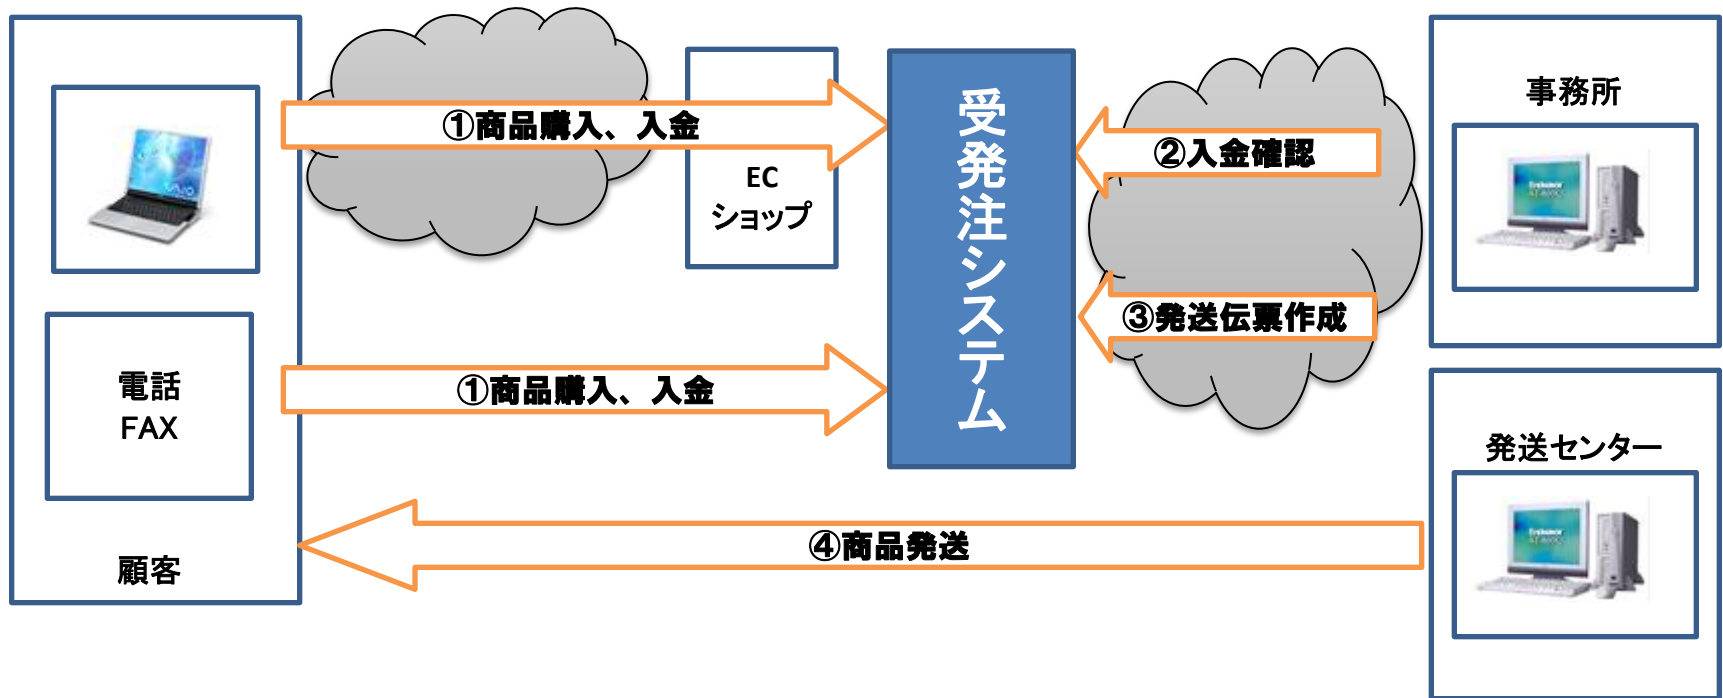 ①商品購入、入金
EC
ショップ
電話
FAX
①商品購入、入金
顧客
受発注システム
②入金確認
③発送伝票作成
事務所
発送センター
④商品発送
VAIO